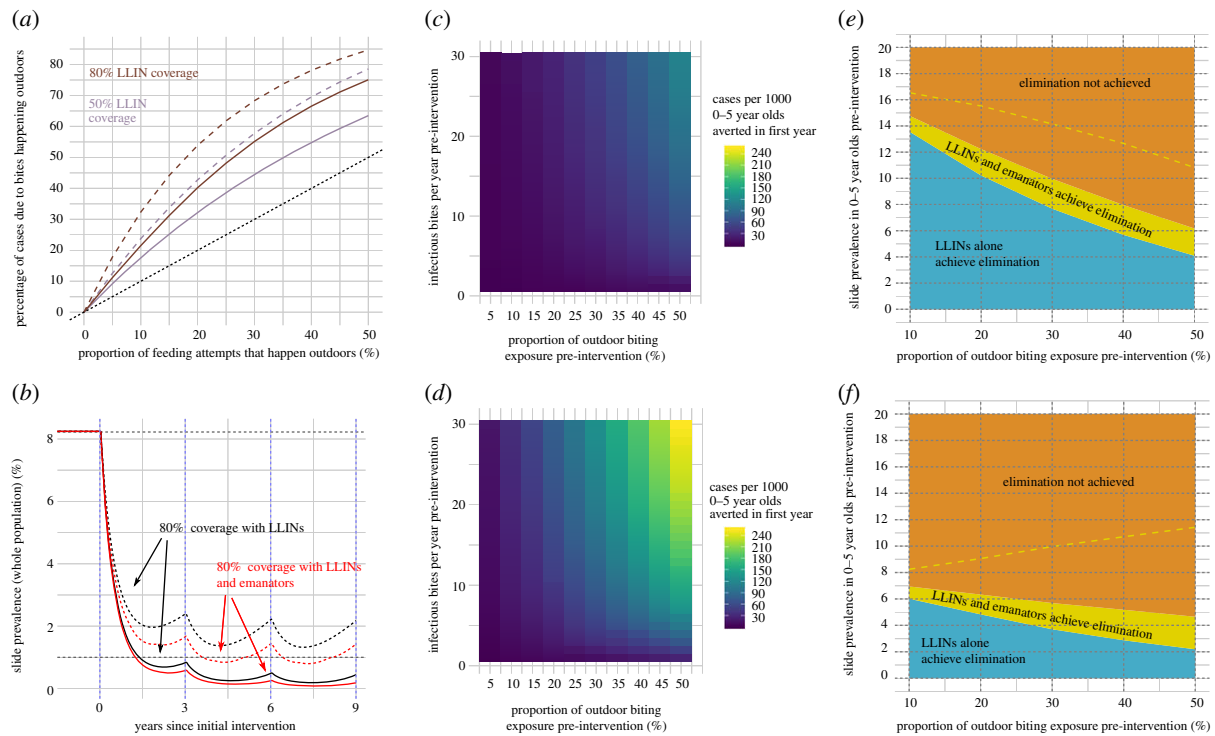 (a)
percentage of cases due to bites happening outdoors
80
70
60
50
40
30
20
10
0
80% LLIN coverage
50% LLIN
coverage
0
10
20
30
40
50
proportion of feeding attempts that happen outdoors (%)
(b)
slide prevalence (whole population) (%)
8
6
4
2
0
80% coverage with LLINs
80% coverage with LLINs
and emanators
0
3
6
9
years since initial intervention
(c)
infectious bites per year pre-intervention
30
20
10
0
5 10 15 20 25 30 35 40 45 50
proportion of outdoor biting
exposure pre-intervention (%)
cases per 1000
0–5 year olds
averted in first year
240
210
180
150
120
90
60
30
(d)
infectious bites per year pre-intervention
30
20
10
0
5 10 15 20 25 30 35 40 45 50
proportion of outdoor biting
exposure pre-intervention (%)
cases per 1000
0–5 year olds
averted in first year
240
210
180
150
120
90
60
30
(e)
slide prevalence in 0–5 year olds pre-intervention
20
18
16
14
12
10
8
6
4
2
0
elimination not achieved
LLINs and emanators achieve elimination
LLINs alone
achieve elimination
10 20 30 40 50
proportion of outdoor biting exposure pre-intervention (%)
(f)
slide prevalence in 0–5 year olds pre-intervention
20
18
16
14
12
10
8
6
4
2
0
elimination not achieved
LLINs and emanators achieve elimination
LLINs alone
achieve elimination
10 20 30 40 50
proportion of outdoor biting exposure pre-intervention (%)